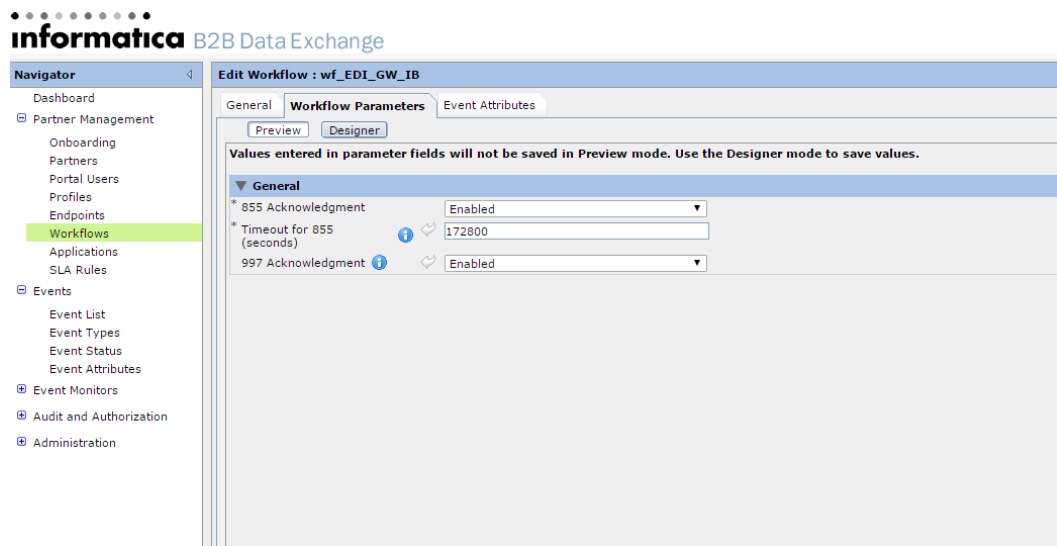 informatica B2B Data Exchange
Navigator
Dashboard
Partner Management
Onboarding
Partners
Portal Users
Profiles
Endpoints
Workflows
Applications
SLA Rules
Events
Event List
Event Types
Event Status
Event Attributes
Event Monitors
Audit and Authorization
Administration
Edit Workflow : wf_EDI_GW_IB
General Workflow Parameters Event Attributes
Preview Designer
Values entered in parameter fields will not be saved in Preview mode. Use the Designer mode to save values.
General
* 855 Acknowledgment Enabled
* Timeout for 855 172800
(seconds)
997 Acknowledgment Enabled